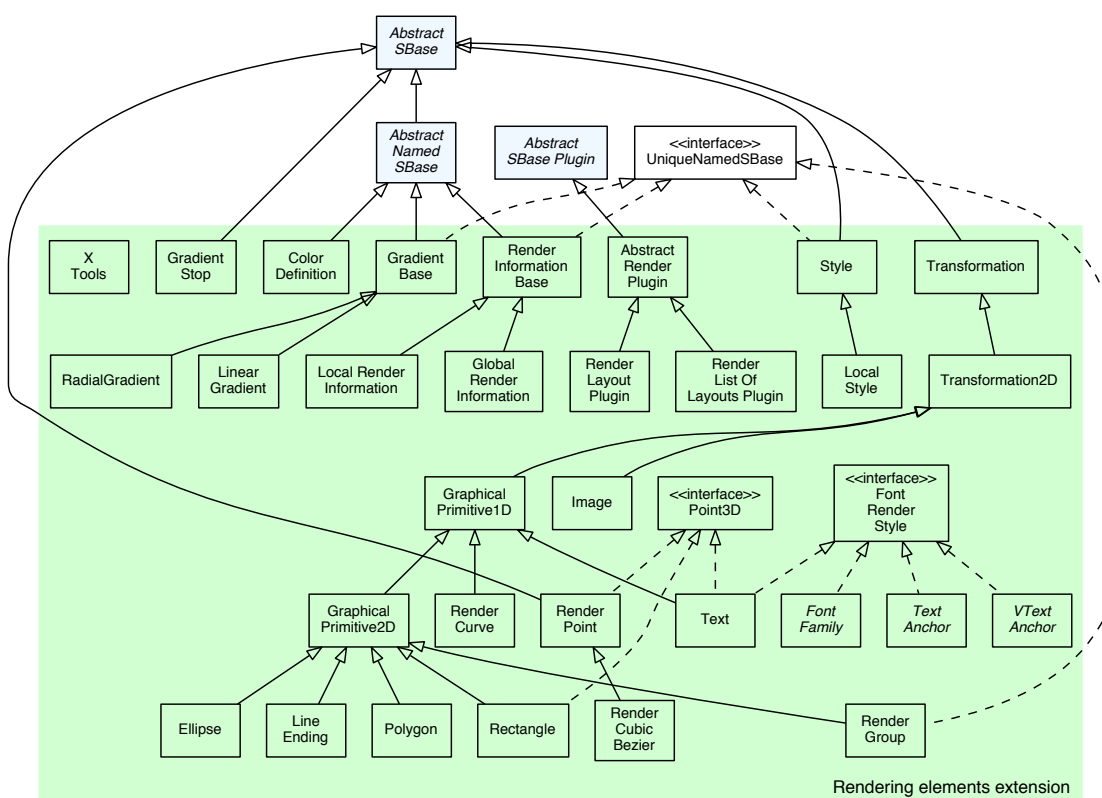 Abstract
SBase
Abstract
Named
SBase
Abstract
SBase Plugin
<<interface>>
UniqueNamedSBase
X
Tools
Gradient
Stop
Color
Definition
Gradient
Base
Render
Information
Base
Abstract
Render
Plugin
Style
Transformation
RadialGradient
Linear
Gradient
Local Render
Information
Global
Render
Information
Render
Layout
Plugin
Render
List Of
Layouts Plugin
Local
Style
Transformation2D
Graphical
Primitive1D
Image
<<interface>>
Point3D
<<interface>>
Font
Render
Style
Graphical
Primitive2D
Render
Curve
Render
Point
Text
Font
Family
Text
Anchor
VText
Anchor
Ellipse
Line
Ending
Polygon
Rectangle
Render
Cubic
Bezier
Render
Group
Rendering elements extension